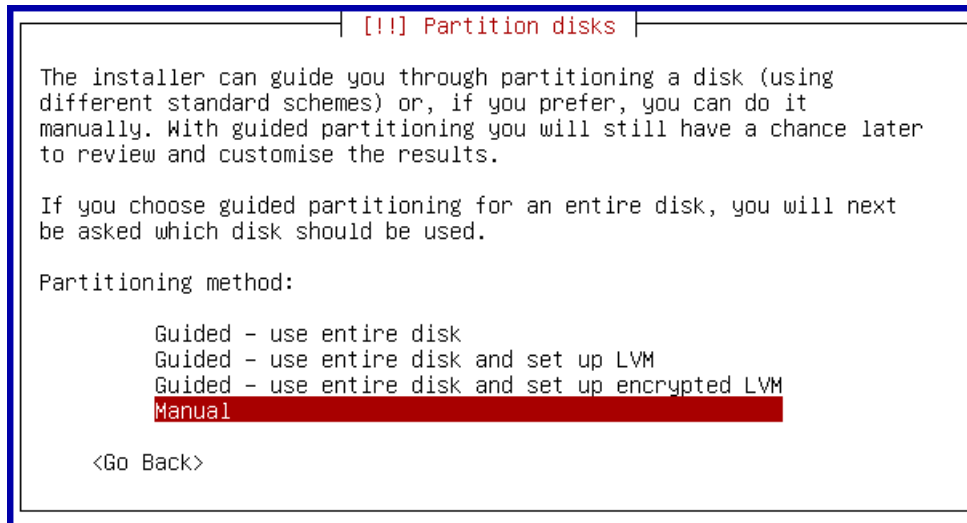 [!!] Partition disks
The installer can guide you through partitioning a disk (using
different standard schemes) or, if you prefer, you can do it
manually. With guided partitioning you will still have a chance later
to review and customise the results.
If you choose guided partitioning for an entire disk, you will next
be asked which disk should be used.
Partitioning method:
Guided – use entire disk
Guided – use entire disk and set up LVM
Guided – use entire disk and set up encrypted LVM
Manual
<Go Back>